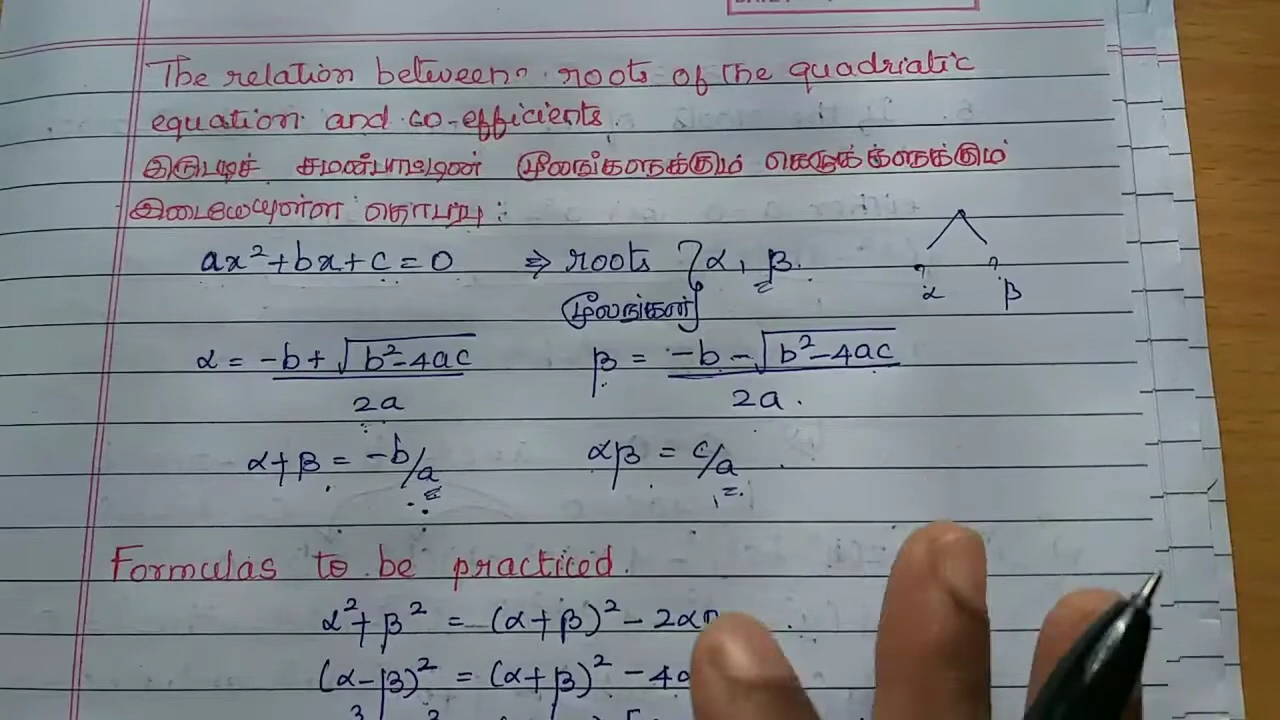 The relation between roots of the quadriatic
equation and co-efficients.
இருபடிச் சமன்பாட்டின் மூலங்களுக்கும் கெழுக்களுக்கும்
இடையேயுள்ள தொடர்பு :
ax²+bx+c=0 ⇒ roots α, β.
மூலங்கள்
α β
α = -b+√b²-4ac / 2a β = -b-√b²-4ac / 2a.
α+β = -b/a αβ = c/a
Formulas to be practiced.
α²+β² = (α+β)² - 2α
(α-β)² = (α+β)² - 4